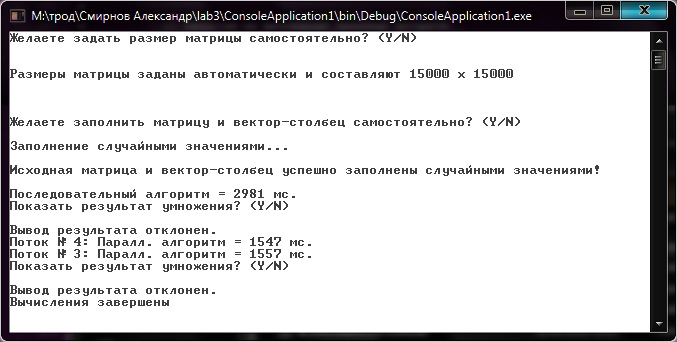 M:\трод\Смирнов Александр\lab3\ConsoleApplication1\bin\Debug\ConsoleApplication1.exe
Желаете задать размер матрицы самостоятельно? (Y/N)
Размеры матрицы заданы автоматически и составляют 15000 x 15000
Желаете заполнить матрицу и вектор-столбец самостоятельно? (Y/N)
Заполнение случайными значениями...
Исходная матрица и вектор-столбец успешно заполнены случайными значениями!
Последовательный алгоритм = 2981 мс.
Показать результат умножения? (Y/N)
Вывод результата отклонен.
Поток № 4: Паралл. алгоритм = 1547 мс.
Поток № 3: Паралл. алгоритм = 1557 мс.
Показать результат умножения? (Y/N)
Вывод результата отклонен.
Вычисления завершены